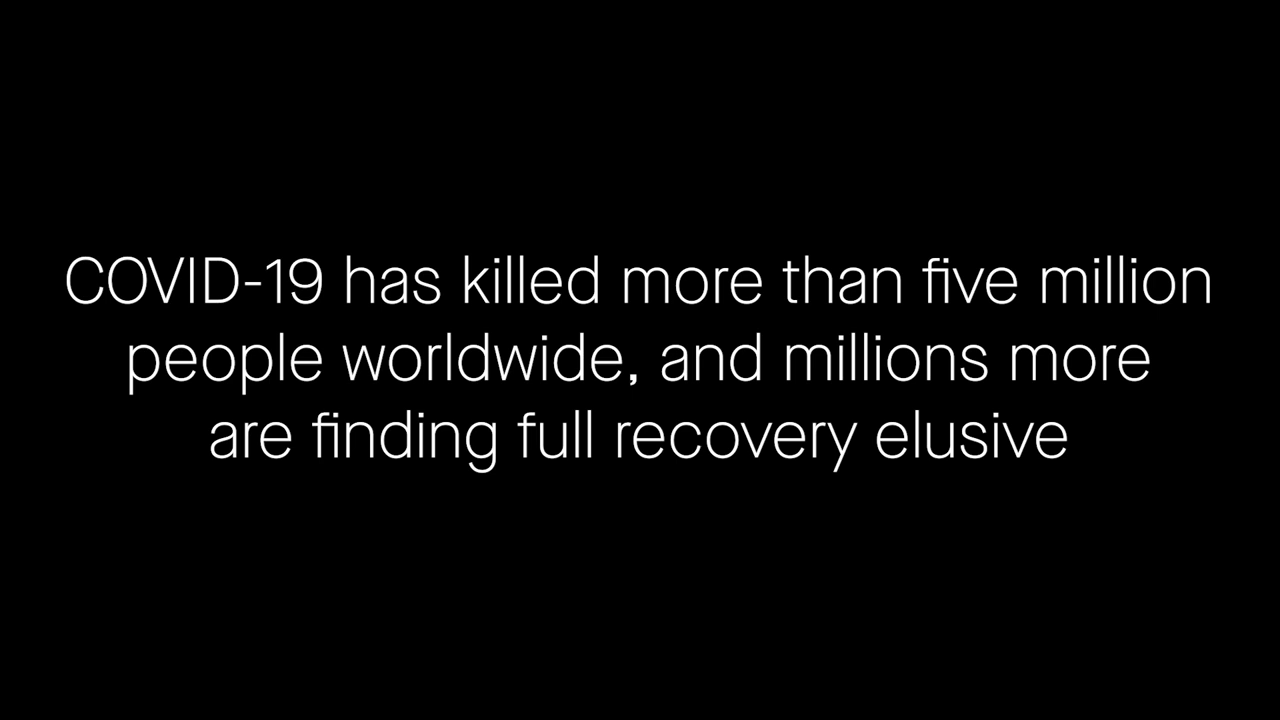 COVID-19 has killed more than five million
people worldwide, and millions more
are finding full recovery elusive